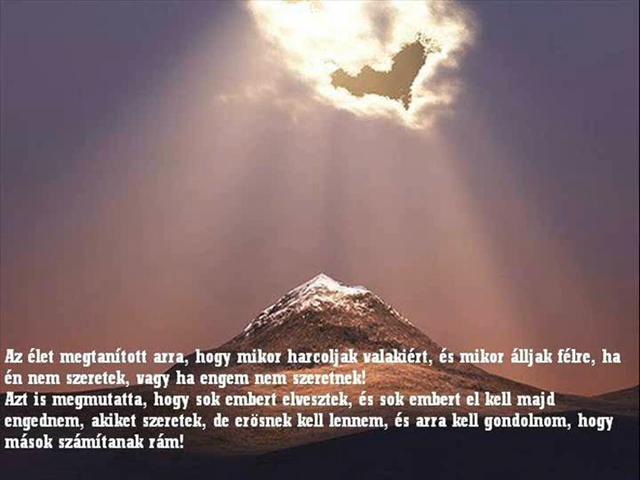 Az élet megtanított arra, hogy mikor harcoljak valakiért, és mikor álljak félre, ha
én nem szeretek, vagy ha engem nem szeretnek!
Azt is megmutatta, hogy sok embert elvesztek, és sok embert el kell majd
engednem, akiket szeretek, de erösnek kell lennem, és arra kell gondolnom, hogy
mások számítanak rám!